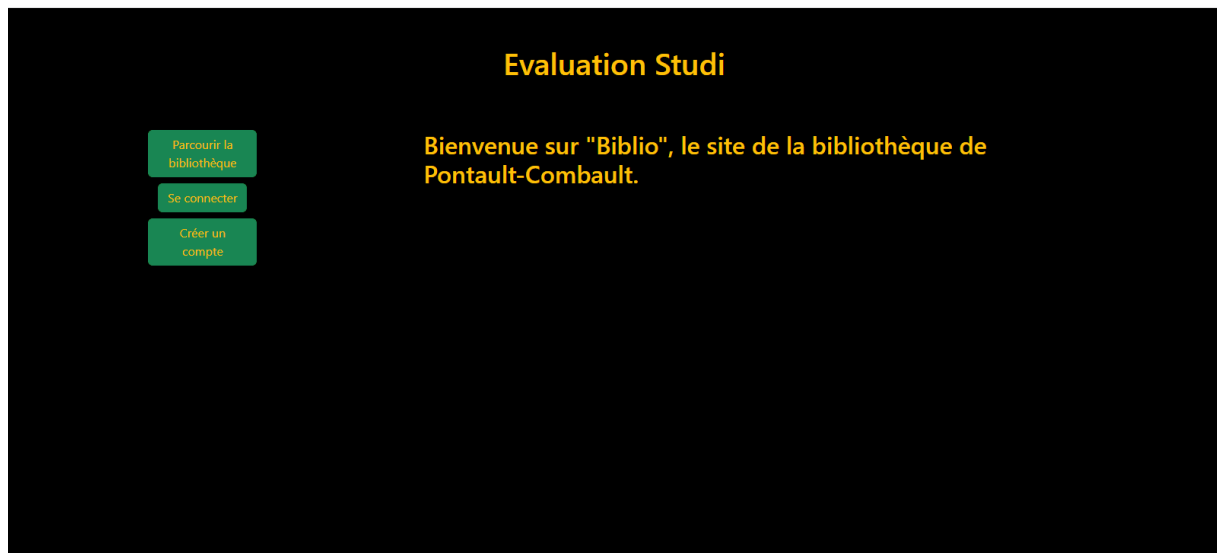 Evaluation Studi
Parcourir la
bibliothèque
Se connecter
Créer un
compte
Bienvenue sur "Biblio", le site de la bibliothèque de
Pontault-Combault.